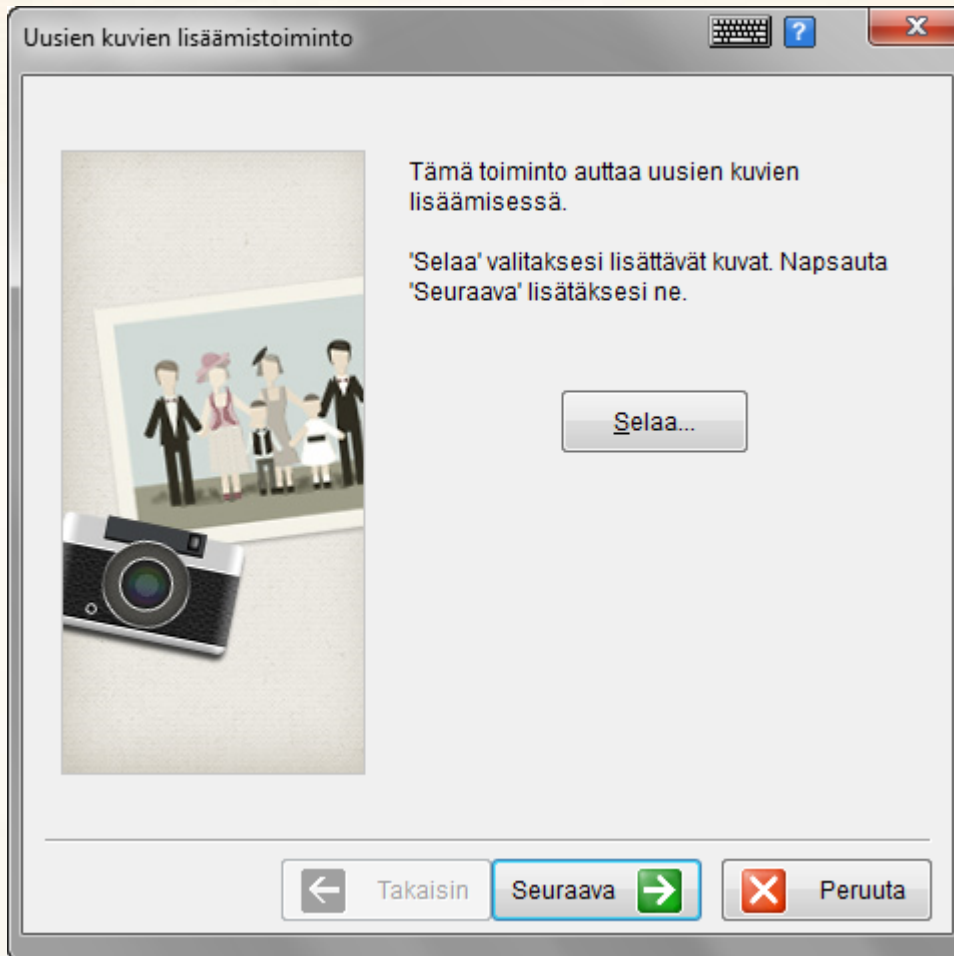 Uusien kuvien lisäämistoiminto
?
Tämä toiminto auttaa uusien kuvien
lisäämisessä.
'Selaa' valitaksesi lisättävät kuvat. Napsauta
'Seuraava' lisätäksesi ne.
Selaa...
Takaisin Seuraava Peruuta